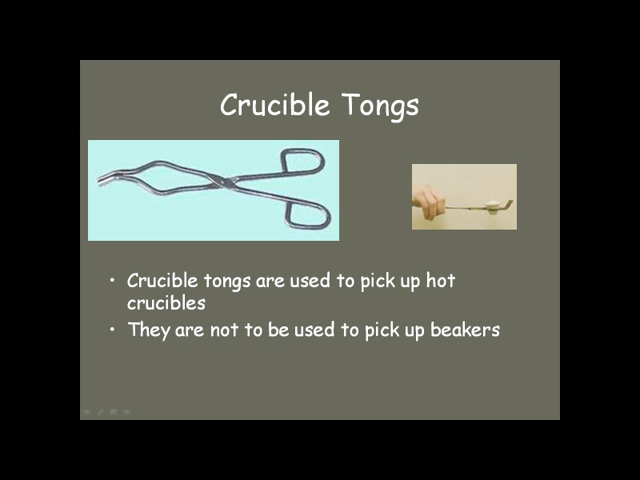 Crucible Tongs
• Crucible tongs are used to pick up hot
crucibles
• They are not to be used to pick up beakers